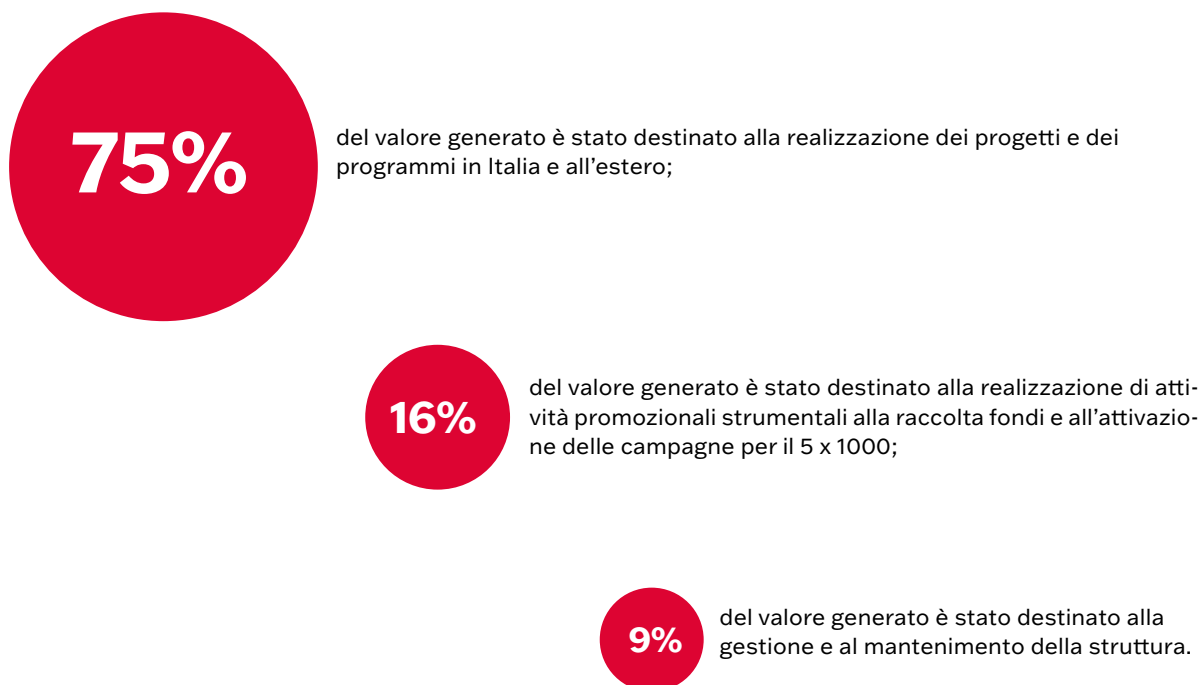 75%
del valore generato è stato destinato alla realizzazione dei progetti e dei
programmi in Italia e all’estero;
16%
del valore generato è stato destinato alla realizzazione di atti-
vità promozionali strumentali alla raccolta fondi e all’attivazio-
ne delle campagne per il 5 x 1000;
9%
del valore generato è stato destinato alla
gestione e al mantenimento della struttura.